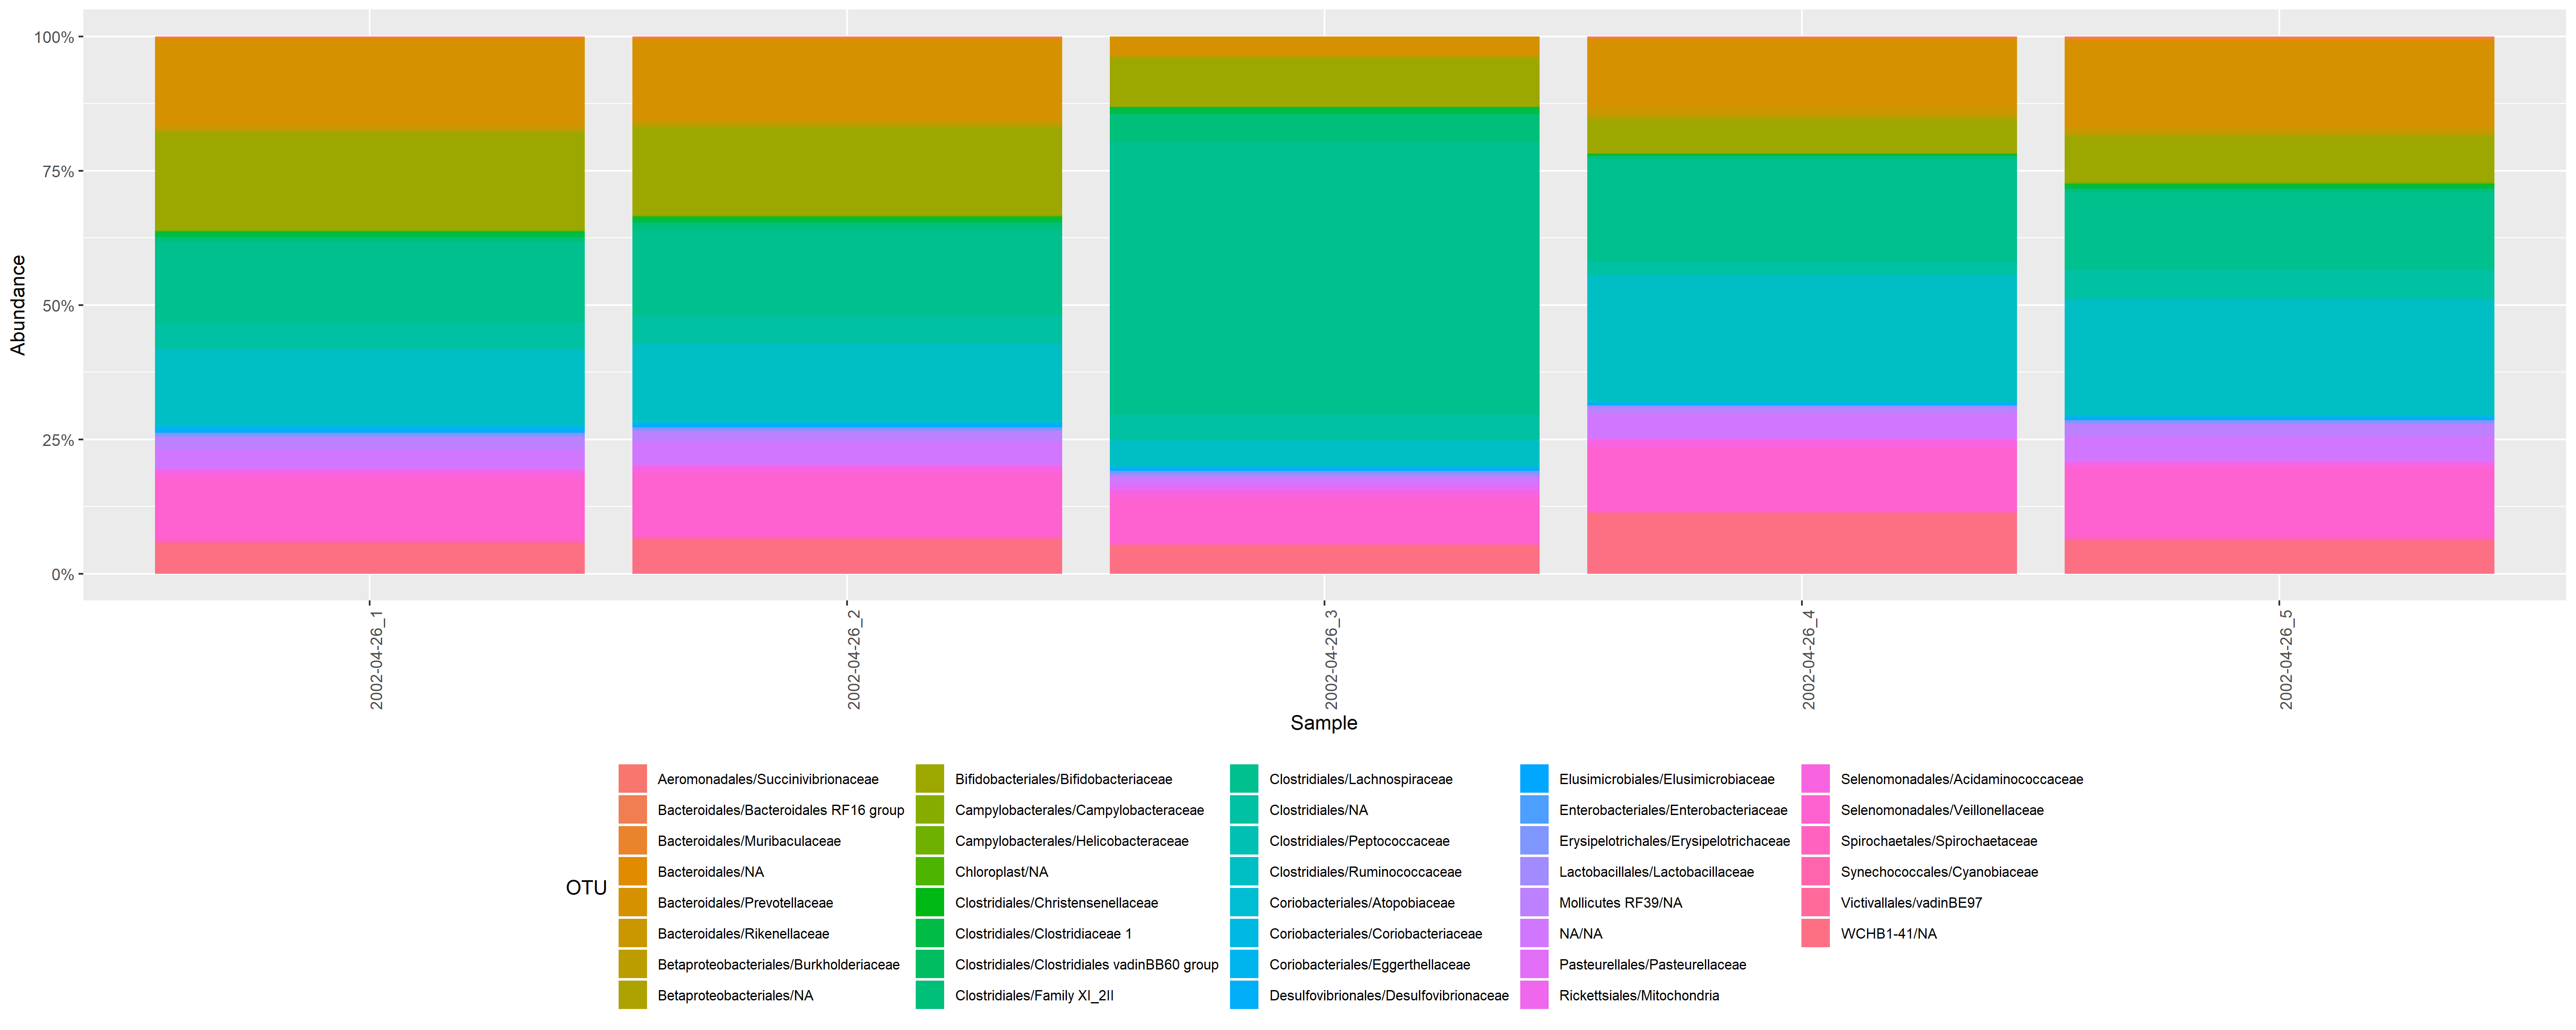 100%
75%
50%
25%
0%
Abundance
2002-04-26_1
2002-04-26_2
2002-04-26_3
2002-04-26_4
2002-04-26_5
Sample
OTU
Aeromonadales/Succinivibrionaceae
Bacteroidales/Bacteroidales RF16 group
Bacteroidales/Muribaculaceae
Bacteroidales/NA
Bacteroidales/Prevotellaceae
Bacteroidales/Rikenellaceae
Betaproteobacteriales/Burkholderiaceae
Betaproteobacteriales/NA
Bifidobacteriales/Bifidobacteriaceae
Campylobacterales/Campylobacteraceae
Campylobacterales/Helicobacteraceae
Chloroplast/NA
Clostridiales/Christensenellaceae
Clostridiales/Clostridiaceae 1
Clostridiales/Clostridiales vadinBB60 group
Clostridiales/Family XI_2II
Clostridiales/Lachnospiraceae
Clostridiales/NA
Clostridiales/Peptococcaceae
Clostridiales/Ruminococcaceae
Coriobacteriales/Atopobiaceae
Coriobacteriales/Coriobacteriaceae
Coriobacteriales/Eggerthellaceae
Desulfovibrionales/Desulfovibrionaceae
Elusimicrobiales/Elusimicrobiaceae
Enterobacteriales/Enterobacteriaceae
Erysipelotrichales/Erysipelotrichaceae
Lactobacillales/Lactobacillaceae
Mollicutes RF39/NA
NA/NA
Pasteurellales/Pasteurellaceae
Rickettsiales/Mitochondria
Selenomonadales/Acidaminococcaceae
Selenomonadales/Veillonellaceae
Spirochaetales/Spirochaetaceae
Synechococcales/Cyanobiaceae
Victivallales/vadinBE97
WCHB1-41/NA